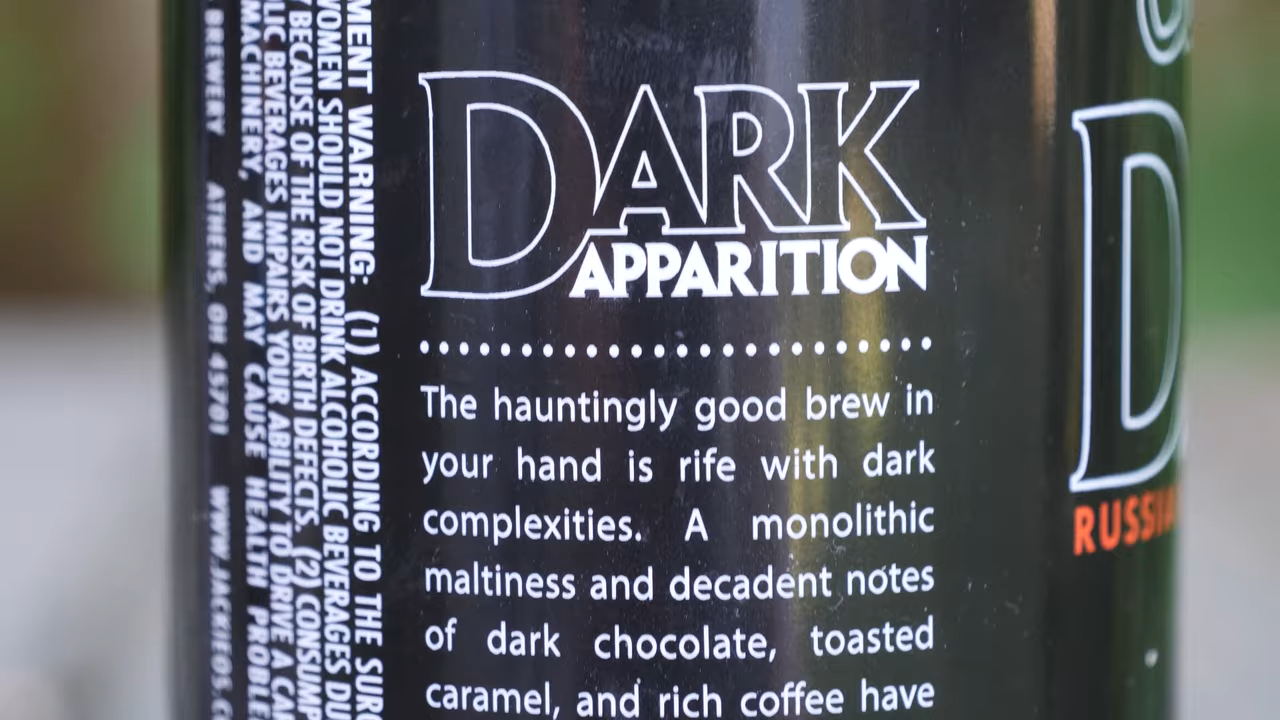 BREWERY ATHENS, OH 45701 WWW.JACKIEOS.C
MACHINERY, AND MAY CAUSE HEALTH PROBLE
LIC BEVERAGES IMPAIRS YOUR ABILITY TO DRIVE A CAR
BECAUSE OF THE RISK OF BIRTH DEFECTS. (2) CONSUMP
WOMEN SHOULD NOT DRINK ALCOHOLIC BEVERAGES DU
MENT WARNING: (1) ACCORDING TO THE SURG
DARK
APPARITION
The hauntingly good brew in
your hand is rife with dark
complexities. A monolithic
maltiness and decadent notes
of dark chocolate, toasted
caramel, and rich coffee have
D
RUSSIA